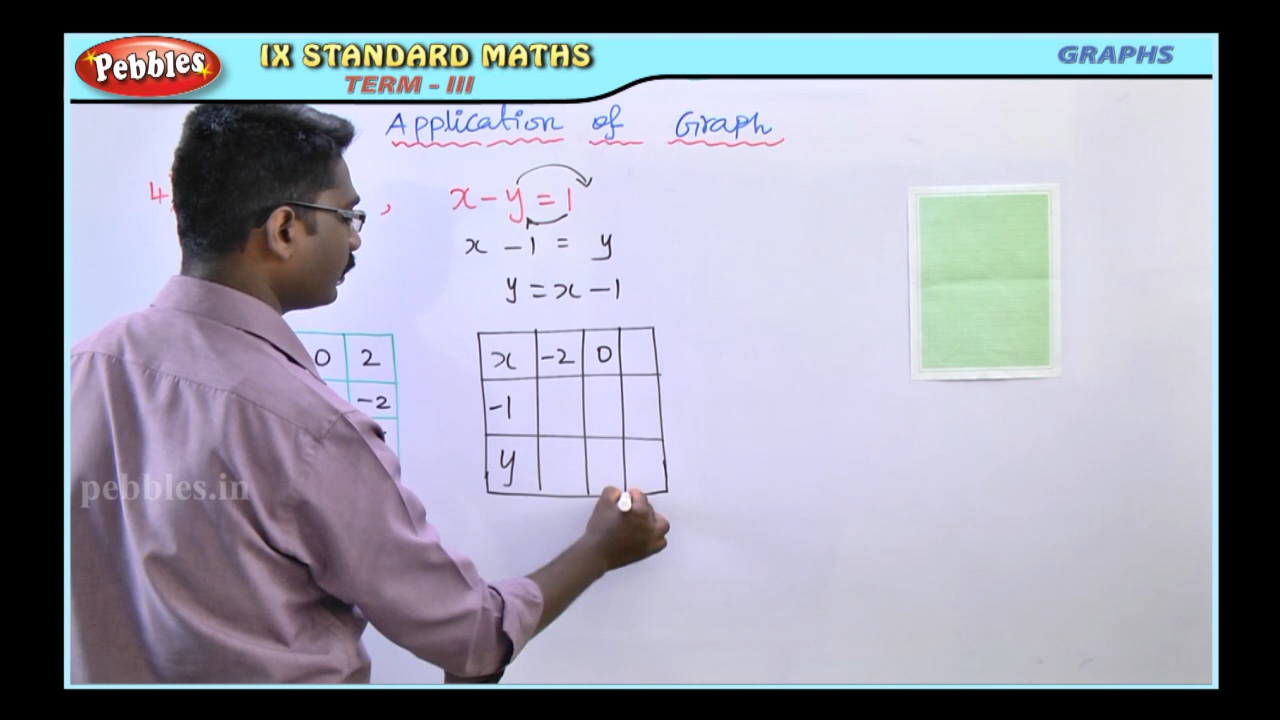 Pebbles
IX STANDARD MATHS
TERM - III
GRAPHS
Application of Graph
4
, x - y = 1
x - 1 = y
y = x - 1
0 2
-2
x -2 0
-1
y
pebbles.in